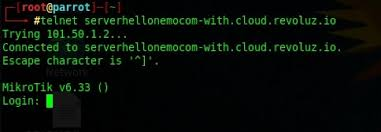 [root@parrot]-[~]
#telnet serverhellonemocom-with.cloud.revoluz.io
Trying 101.50.1.2...
Connected to serverhellonemocom-with.cloud.revoluz.io.
Escape character is '^]'.
MikroTik v6.33 ()
Login: